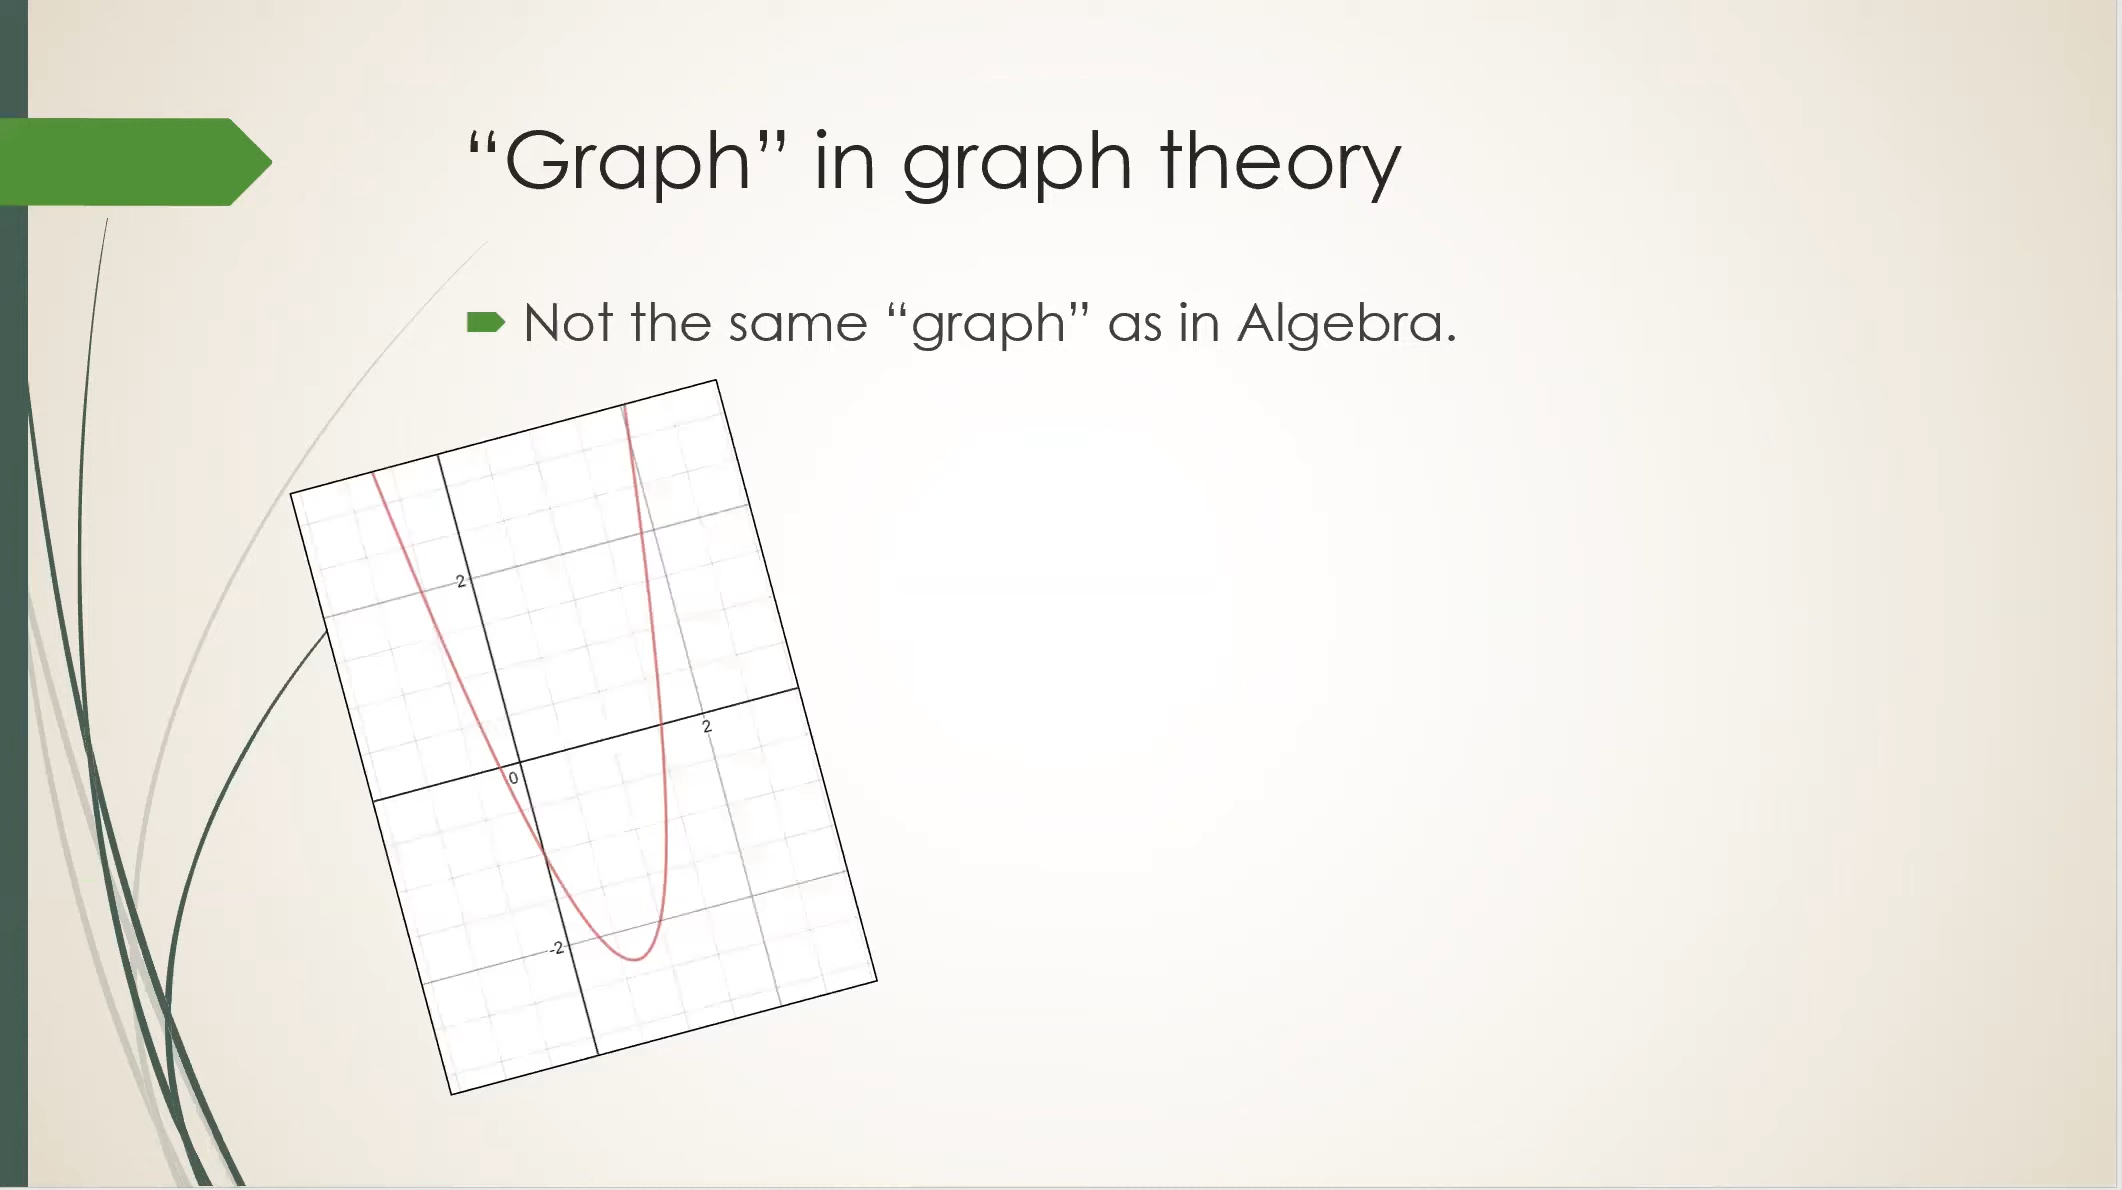 “Graph” in graph theory
Not the same “graph” as in Algebra.
2
2
0
-2